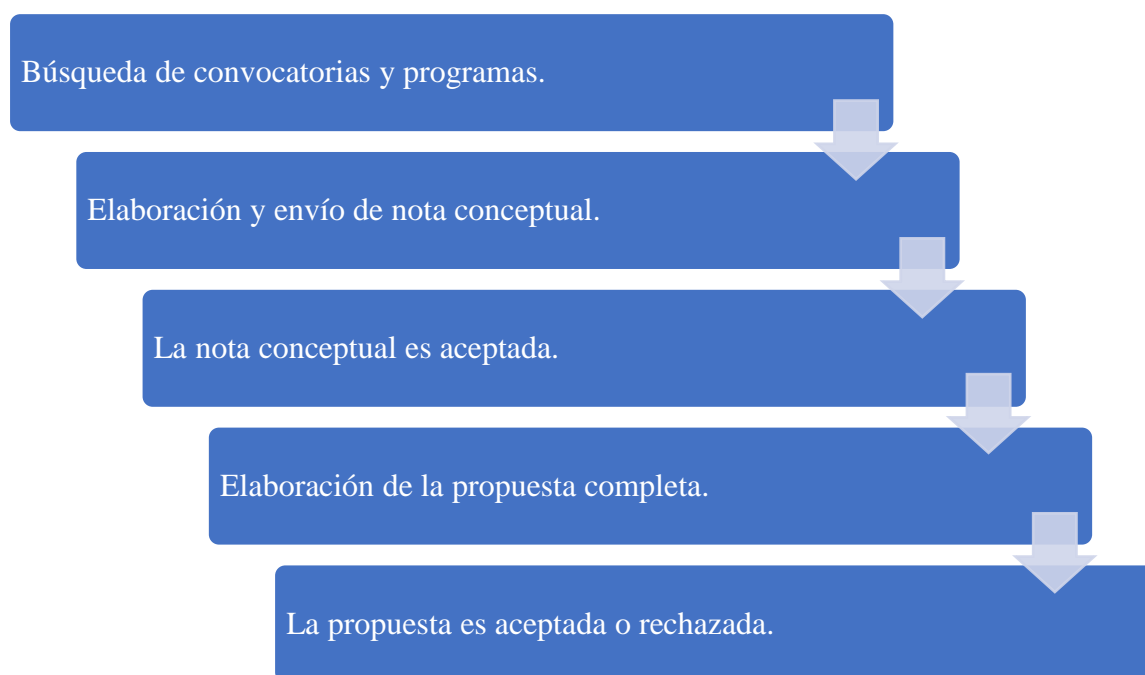 Búsqueda de convocatorias y programas.
Elaboración y envío de nota conceptual.
La nota conceptual es aceptada.
Elaboración de la propuesta completa.
La propuesta es aceptada o rechazada.